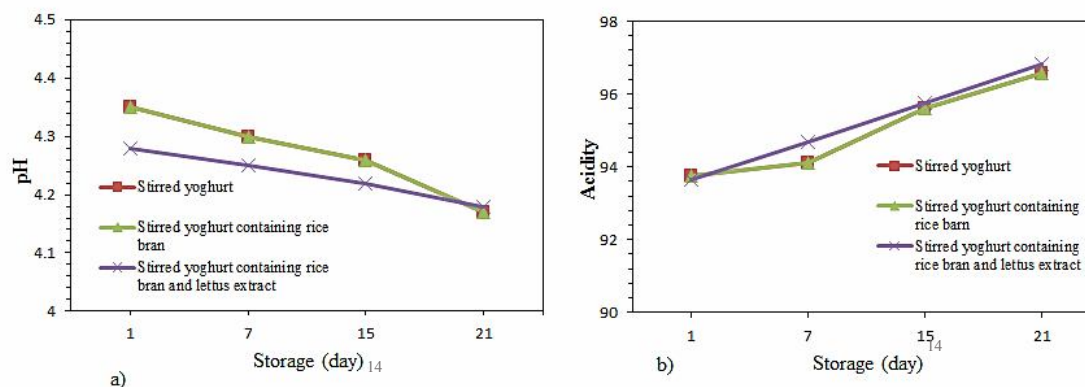 4.5
4.4
4.3
4.2
4.1
4
pH
Stirred yoghurt
Stirred yoghurt containing rice
bran
Stirred yoghurt containing rice
bran and lettus extract
1 7 15 21
Storage (day) 14
a)
98
96
94
92
90
Acidity
Stirred yoghurt
Stirred yoghurt containing
rice barn
Stirred yoghurt containing
rice bran and lettus extract
1 7 15 21
Storage (day) 14
b)